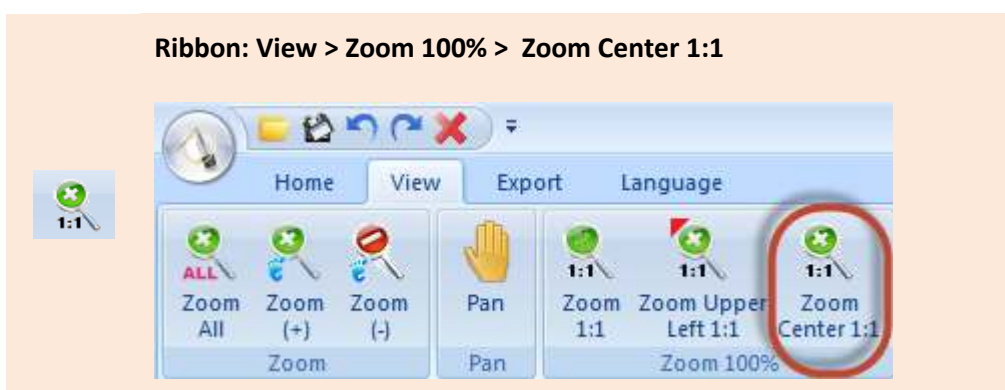 Ribbon: View > Zoom 100% > Zoom Center 1:1
1:1
Home View Export Language
ALL 1:1 1:1 1:1
Zoom All Zoom (+) Zoom (-) Pan Zoom 1:1 Zoom Upper Left 1:1 Zoom Center 1:1
Zoom Pan Zoom 100%